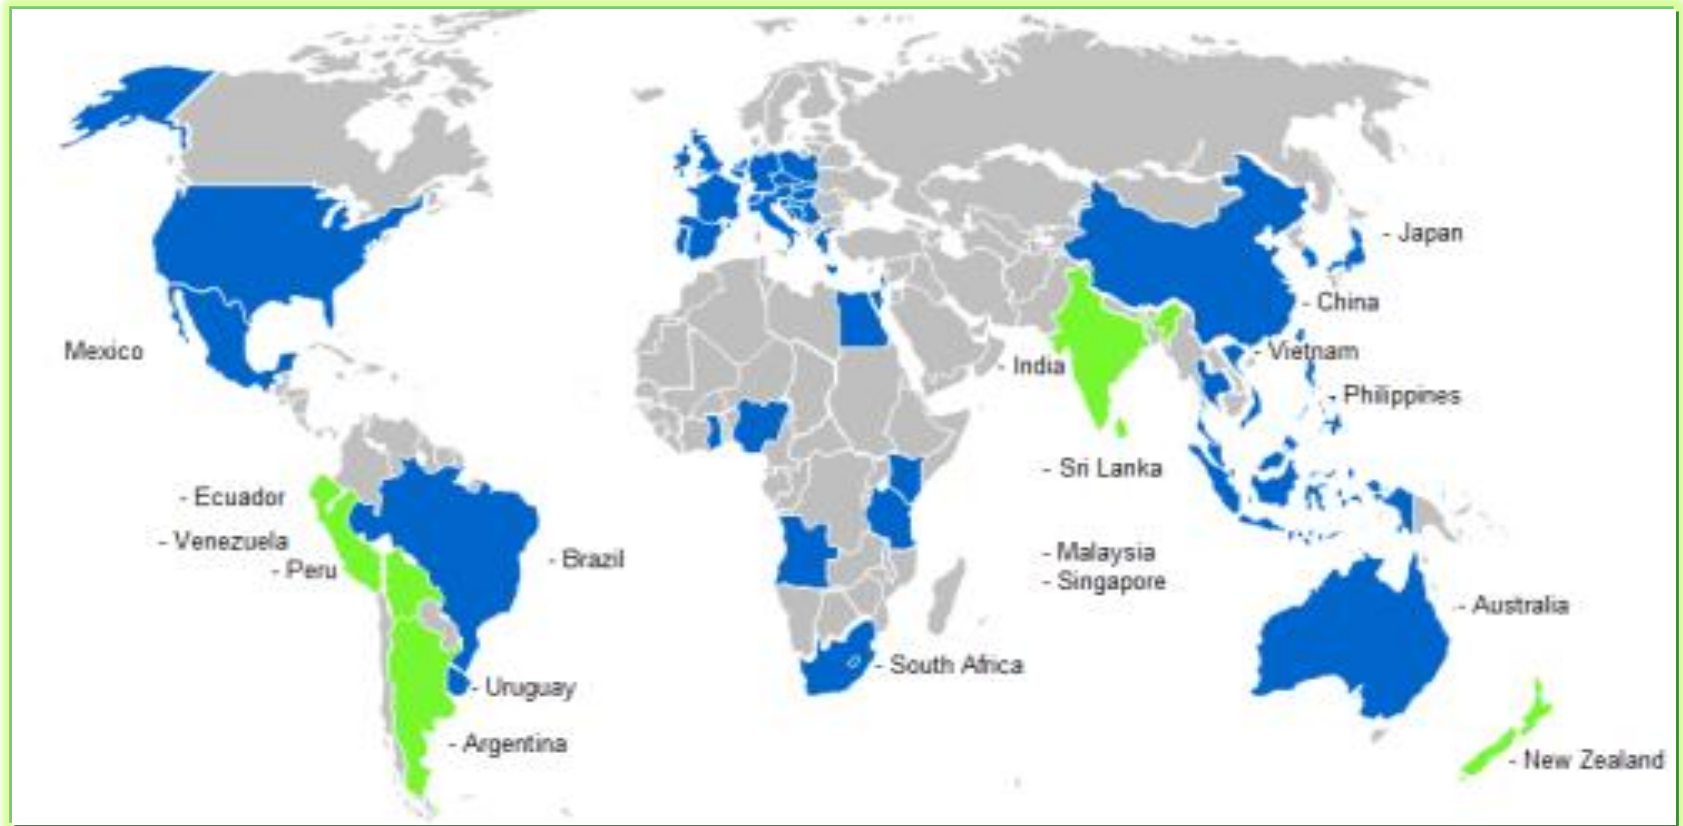 - Japan
- China
Mexico
- Vietnam
- India
- Philippines
- Sri Lanka
- Ecuador
- Venezuela
- Malaysia
- Brazil
- Peru
- Singapore
- Australia
- South Africa
- Uruguay
- Argentina
- New Zealand